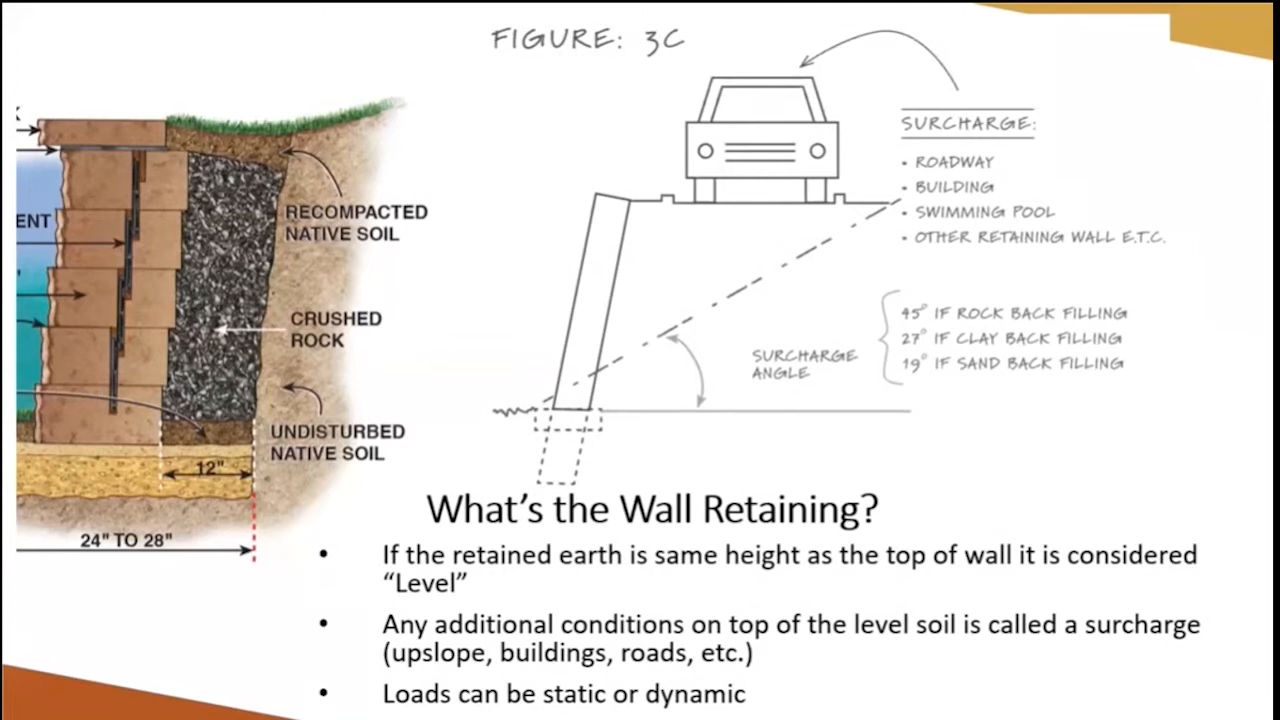 FIGURE: 3C
SURCHARGE:
• ROADWAY
• BUILDING
• SWIMMING POOL
• OTHER RETAINING WALL E.T.C.
45° IF ROCK BACK FILLING
27° IF CLAY BACK FILLING
19° IF SAND BACK FILLING
SURCHARGE
ANGLE
RECOMPACTED
NATIVE SOIL
ENT
CRUSHED
ROCK
UNDISTURBED
NATIVE SOIL
12"
24" TO 28"
What's the Wall Retaining?
• If the retained earth is same height as the top of wall it is considered
“Level”
• Any additional conditions on top of the level soil is called a surcharge
(upslope, buildings, roads, etc.)
• Loads can be static or dynamic